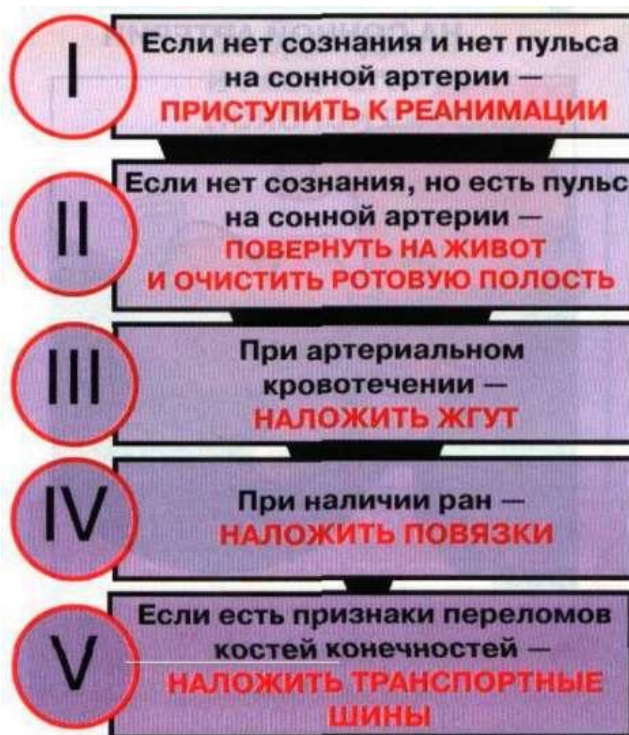 I
Если нет сознания и нет пульса
на сонной артерии —
ПРИСТУПИТЬ К РЕАНИМАЦИИ
II
Если нет сознания, но есть пульс
на сонной артерии —
ПОВЕРНУТЬ НА ЖИВОТ
И ОЧИСТИТЬ РОТОВУЮ ПОЛОСТЬ
III
При артериальном
кровотечении —
НАЛОЖИТЬ ЖГУТ
IV
При наличии ран —
НАЛОЖИТЬ ПОВЯЗКИ
V
Если есть признаки переломов
костей конечностей —
НАЛОЖИТЬ ТРАНСПОРТНЫЕ
ШИНЫ